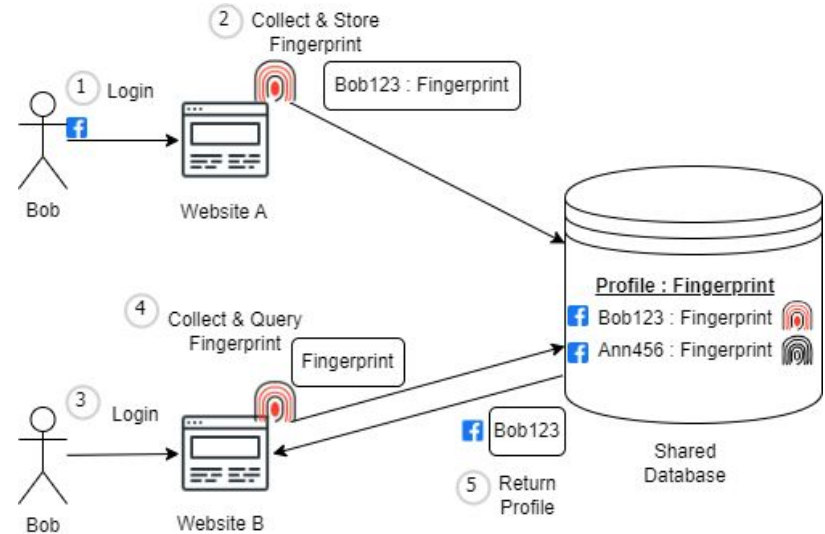 2
Collect & Store
Fingerprint
1
Login
Bob123 : Fingerprint
Bob
Website A
Profile : Fingerprint
Bob123 : Fingerprint
Ann456 : Fingerprint
4
Collect & Query
Fingerprint
Fingerprint
3
Login
Bob123
5
Return
Profile
Shared
Database
Bob
Website B